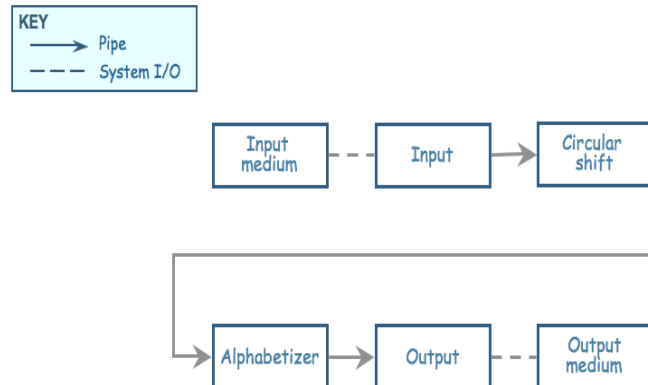 KEY
Pipe
System I/O
Input
medium
Input
Circular
shift
Alphabetizer
Output
Output
medium